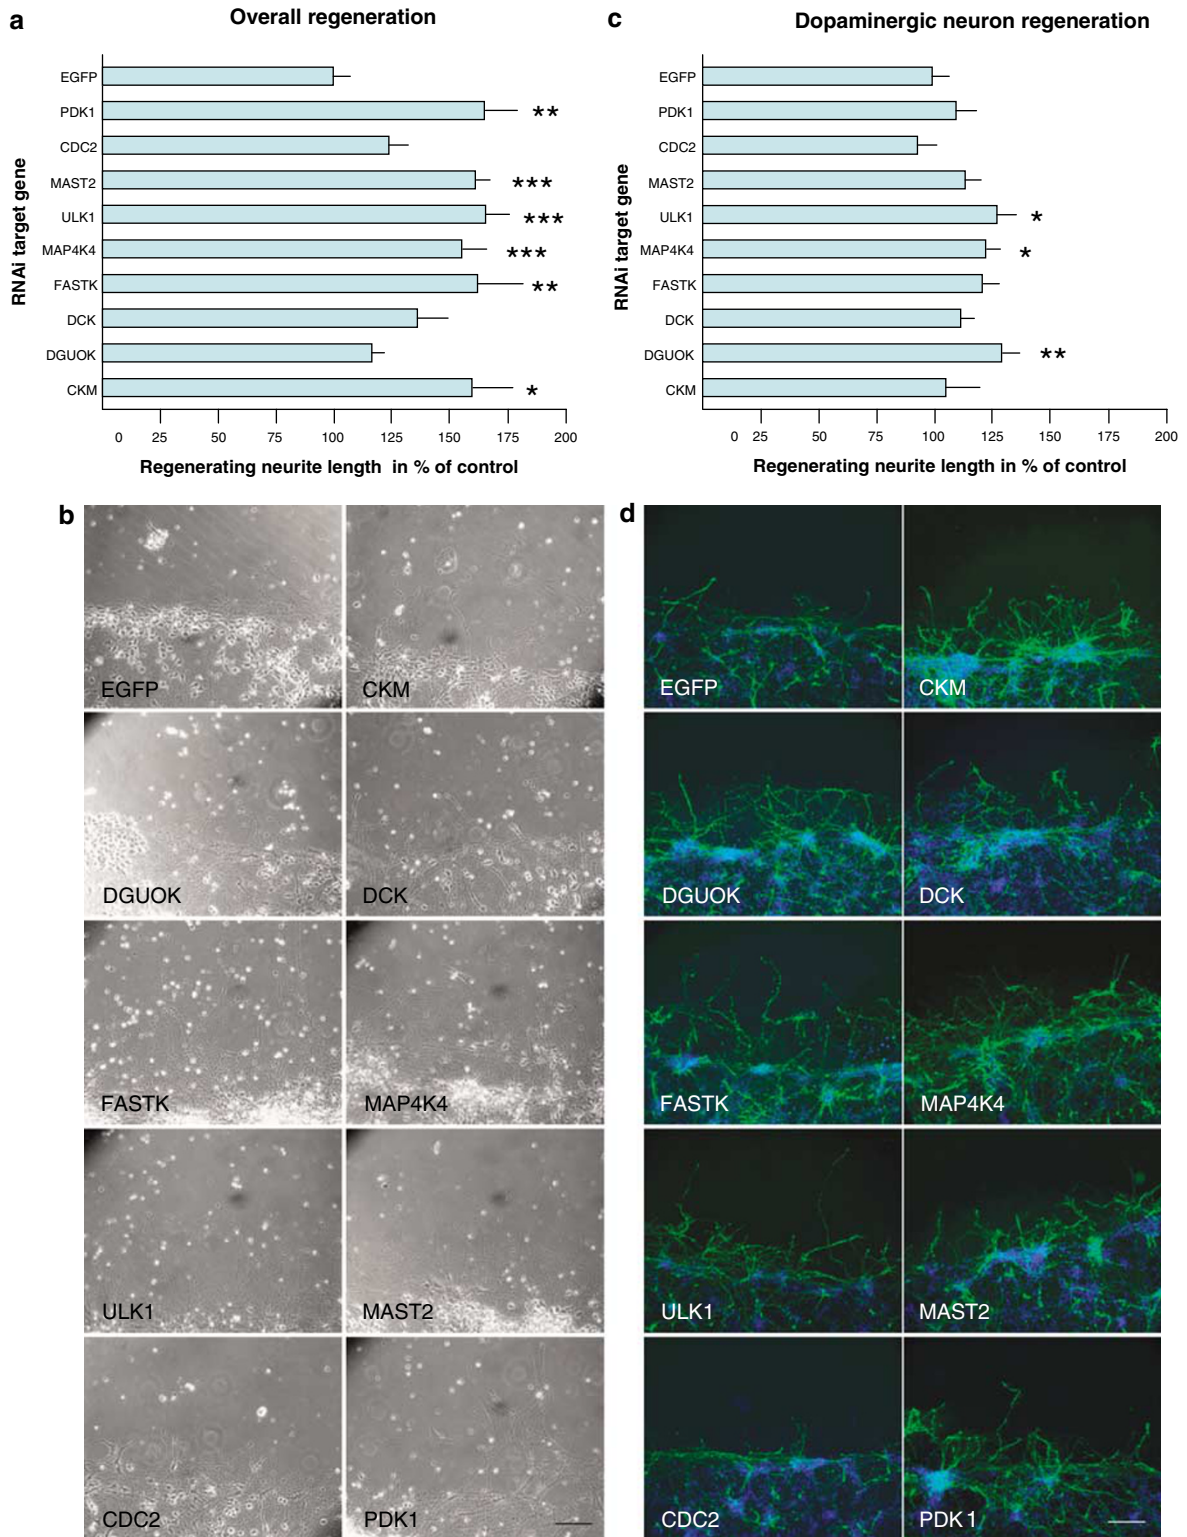 a
Overall regeneration
RNAi target gene
EGFP
PDK1 **
CDC2
MAST2 ***
ULK1 ***
MAP4K4 ***
FASTK **
DCK
DGUOK
CKM *
0 25 50 75 100 125 150 175 200
Regenerating neurite length in % of control
c
Dopaminergic neuron regeneration
RNAi target gene
EGFP
PDK1
CDC2
MAST2
ULK1 *
MAP4K4 *
FASTK
DCK
DGUOK **
CKM
0 25 50 75 100 125 150 175 200
Regenerating neurite length in % of control
b
EGFP CKM
DGUOK DCK
FASTK MAP4K4
ULK1 MAST2
CDC2 PDK1
d
EGFP CKM
DGUOK DCK
FASTK MAP4K4
ULK1 MAST2
CDC2 PDK1